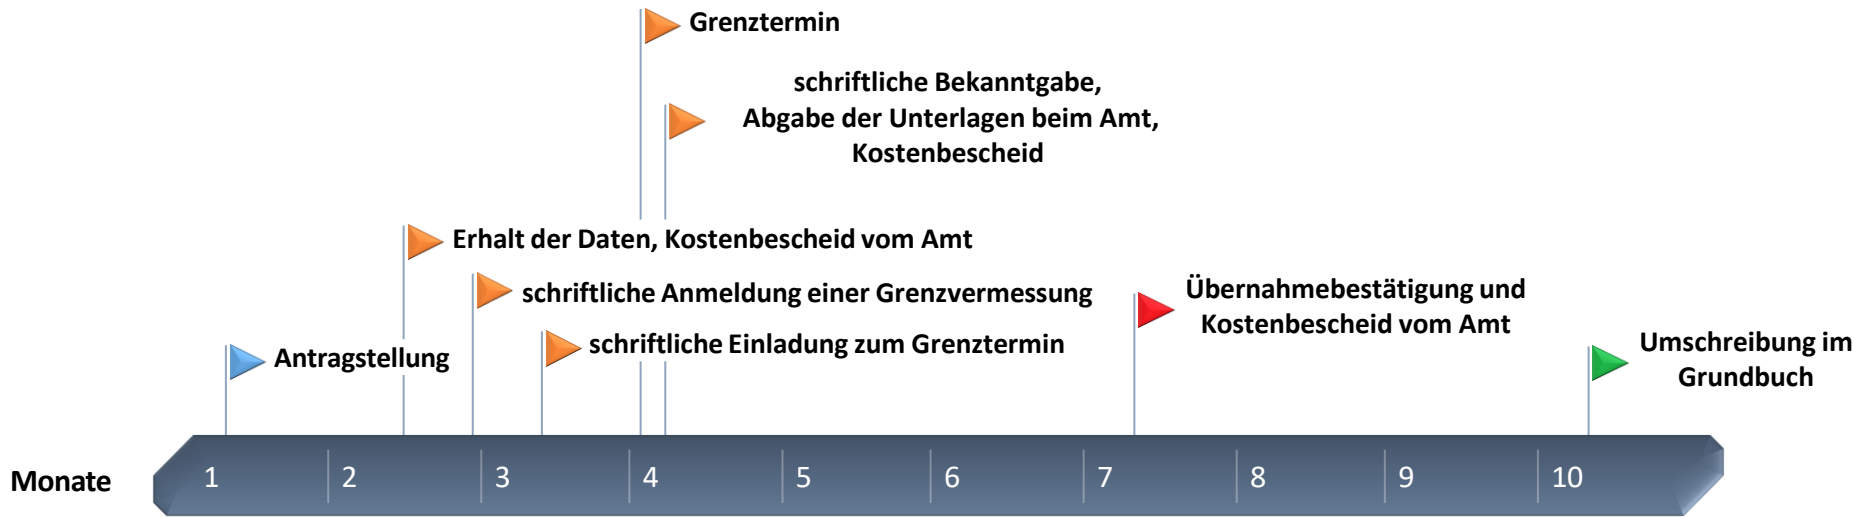 Grenztermin
schriftliche Bekanntgabe,
Abgabe der Unterlagen beim Amt,
Kostenbescheid
Erhalt der Daten, Kostenbescheid vom Amt
schriftliche Anmeldung einer Grenzvermessung
Übernahmebestätigung und
Kostenbescheid vom Amt
schriftliche Einladung zum Grenztermin
Antragstellung
Umschreibung im
Grundbuch
Monate 1 2 3 4 5 6 7 8 9 10